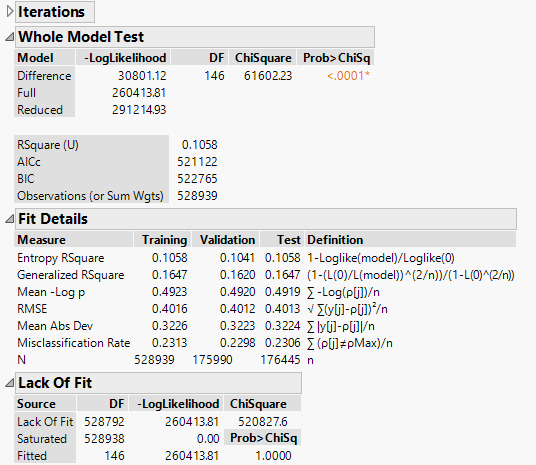 Iterations
Whole Model Test
Model -LogLikelihood DF ChiSquare Prob>ChiSq
Difference 30801.12 146 61602.23 <.0001*
Full 260413.81
Reduced 291214.93
RSquare (U) 0.1058
AICc 521122
BIC 522765
Observations (or Sum Wgts) 528939
Fit Details
Measure Training Validation Test Definition
Entropy RSquare 0.1058 0.1041 0.1058 1-Loglike(model)/Loglike(0)
Generalized RSquare 0.1647 0.1620 0.1647 (1-(L(0)/L(model))^(2/n))/(1-L(0)^(2/n))
Mean -Log p 0.4923 0.4920 0.4919 ∑ -Log(ρ[j])/n
RMSE 0.4016 0.4012 0.4013 √ ∑(y[j]-ρ[j])²/n
Mean Abs Dev 0.3226 0.3223 0.3224 ∑ |y[j]-ρ[j]|/n
Misclassification Rate 0.2313 0.2298 0.2306 ∑ (ρ[j]≠ρMax)/n
N 528939 175990 176445 n
Lack Of Fit
Source DF -LogLikelihood ChiSquare
Lack Of Fit 528792 260413.81 520827.6
Saturated 528938 0.00 Prob>ChiSq
Fitted 146 260413.81 1.0000